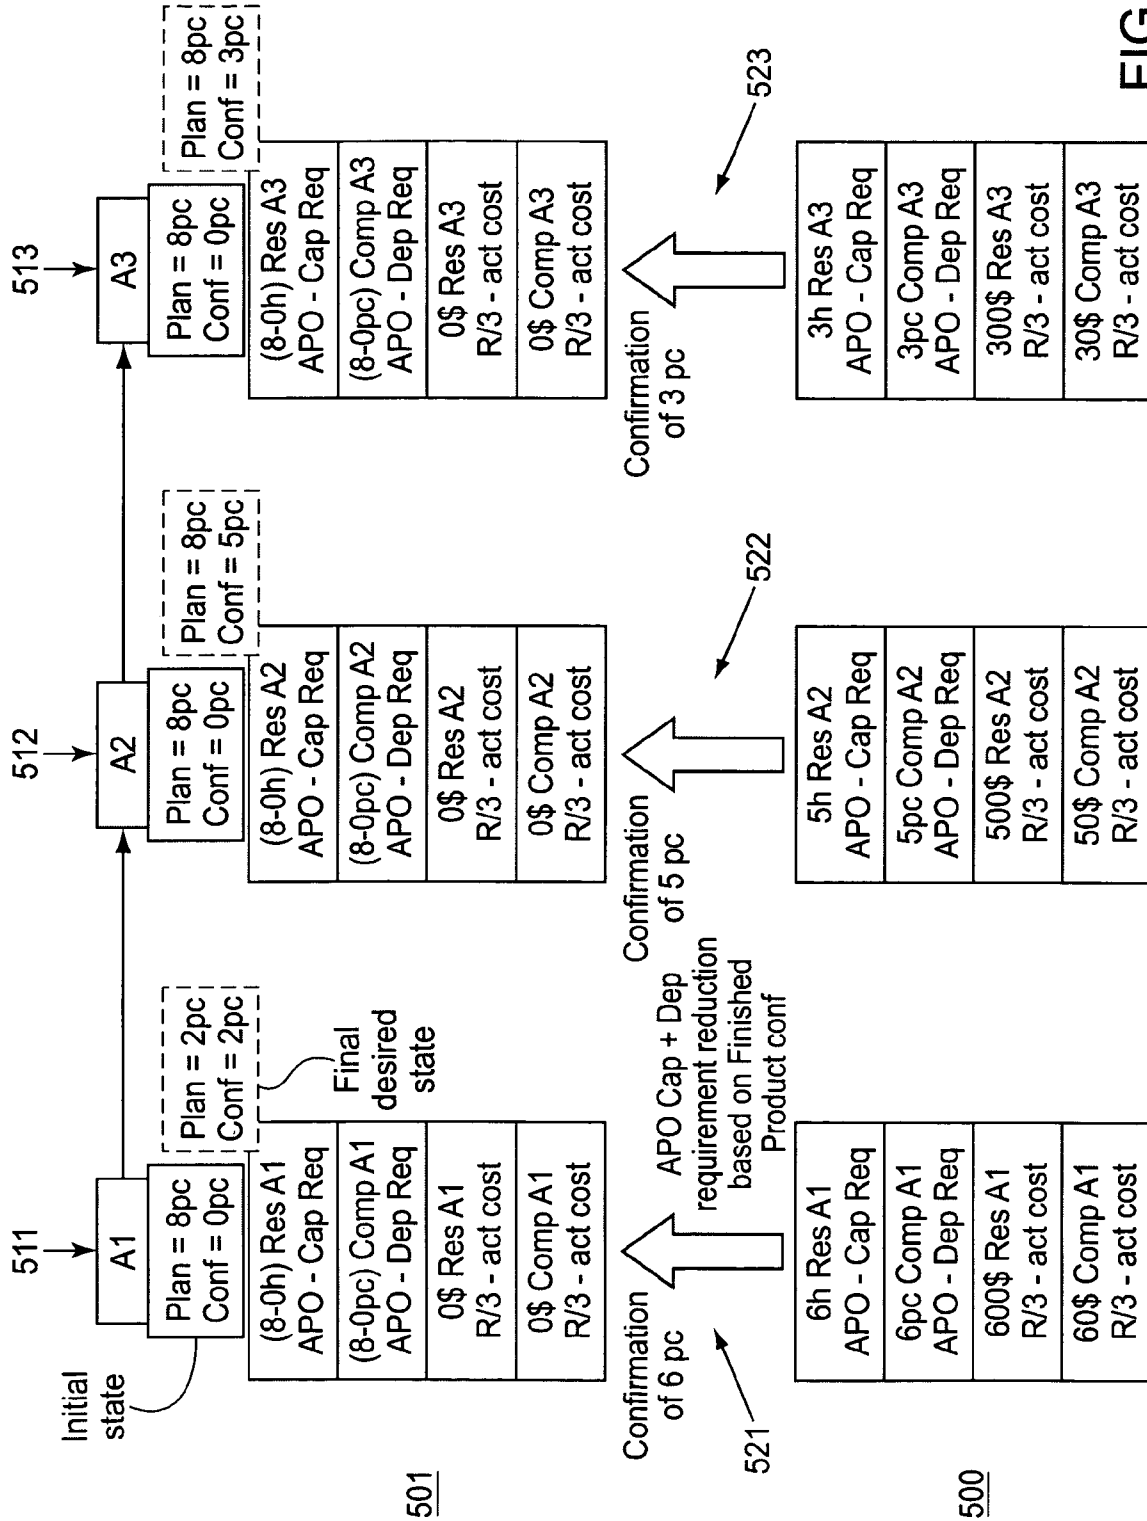 511
512
513
Initial
state
A1
A2
A3
Plan = 8pc
Conf = 0pc
Plan = 2pc
Conf = 2pc
Plan = 8pc
Conf = 0pc
Plan = 8pc
Conf = 5pc
Plan = 8pc
Conf = 0pc
Plan = 8pc
Conf = 3pc
Final
desired
state
501
(8-0h) Res A1
APO - Cap Req
(8-0pc) Comp A1
APO - Dep Req
0$ Res A1
R/3 - act cost
0$ Comp A1
R/3 - act cost
(8-0h) Res A2
APO - Cap Req
(8-0pc) Comp A2
APO - Dep Req
0$ Res A2
R/3 - act cost
0$ Comp A2
R/3 - act cost
(8-0h) Res A3
APO - Cap Req
(8-0pc) Comp A3
APO - Dep Req
0$ Res A3
R/3 - act cost
0$ Comp A3
R/3 - act cost
Confirmation
of 6 pc
521
APO Cap + Dep
requirement reduction
based on Finished
Product conf
Confirmation
of 5 pc
522
Confirmation
of 3 pc
523
500
6h Res A1
APO - Cap Req
6pc Comp A1
APO - Dep Req
600$ Res A1
R/3 - act cost
60$ Comp A1
R/3 - act cost
5h Res A2
APO - Cap Req
5pc Comp A2
APO - Dep Req
500$ Res A2
R/3 - act cost
50$ Comp A2
R/3 - act cost
3h Res A3
APO - Cap Req
3pc Comp A3
APO - Dep Req
300$ Res A3
R/3 - act cost
30$ Comp A3
R/3 - act cost
FIG